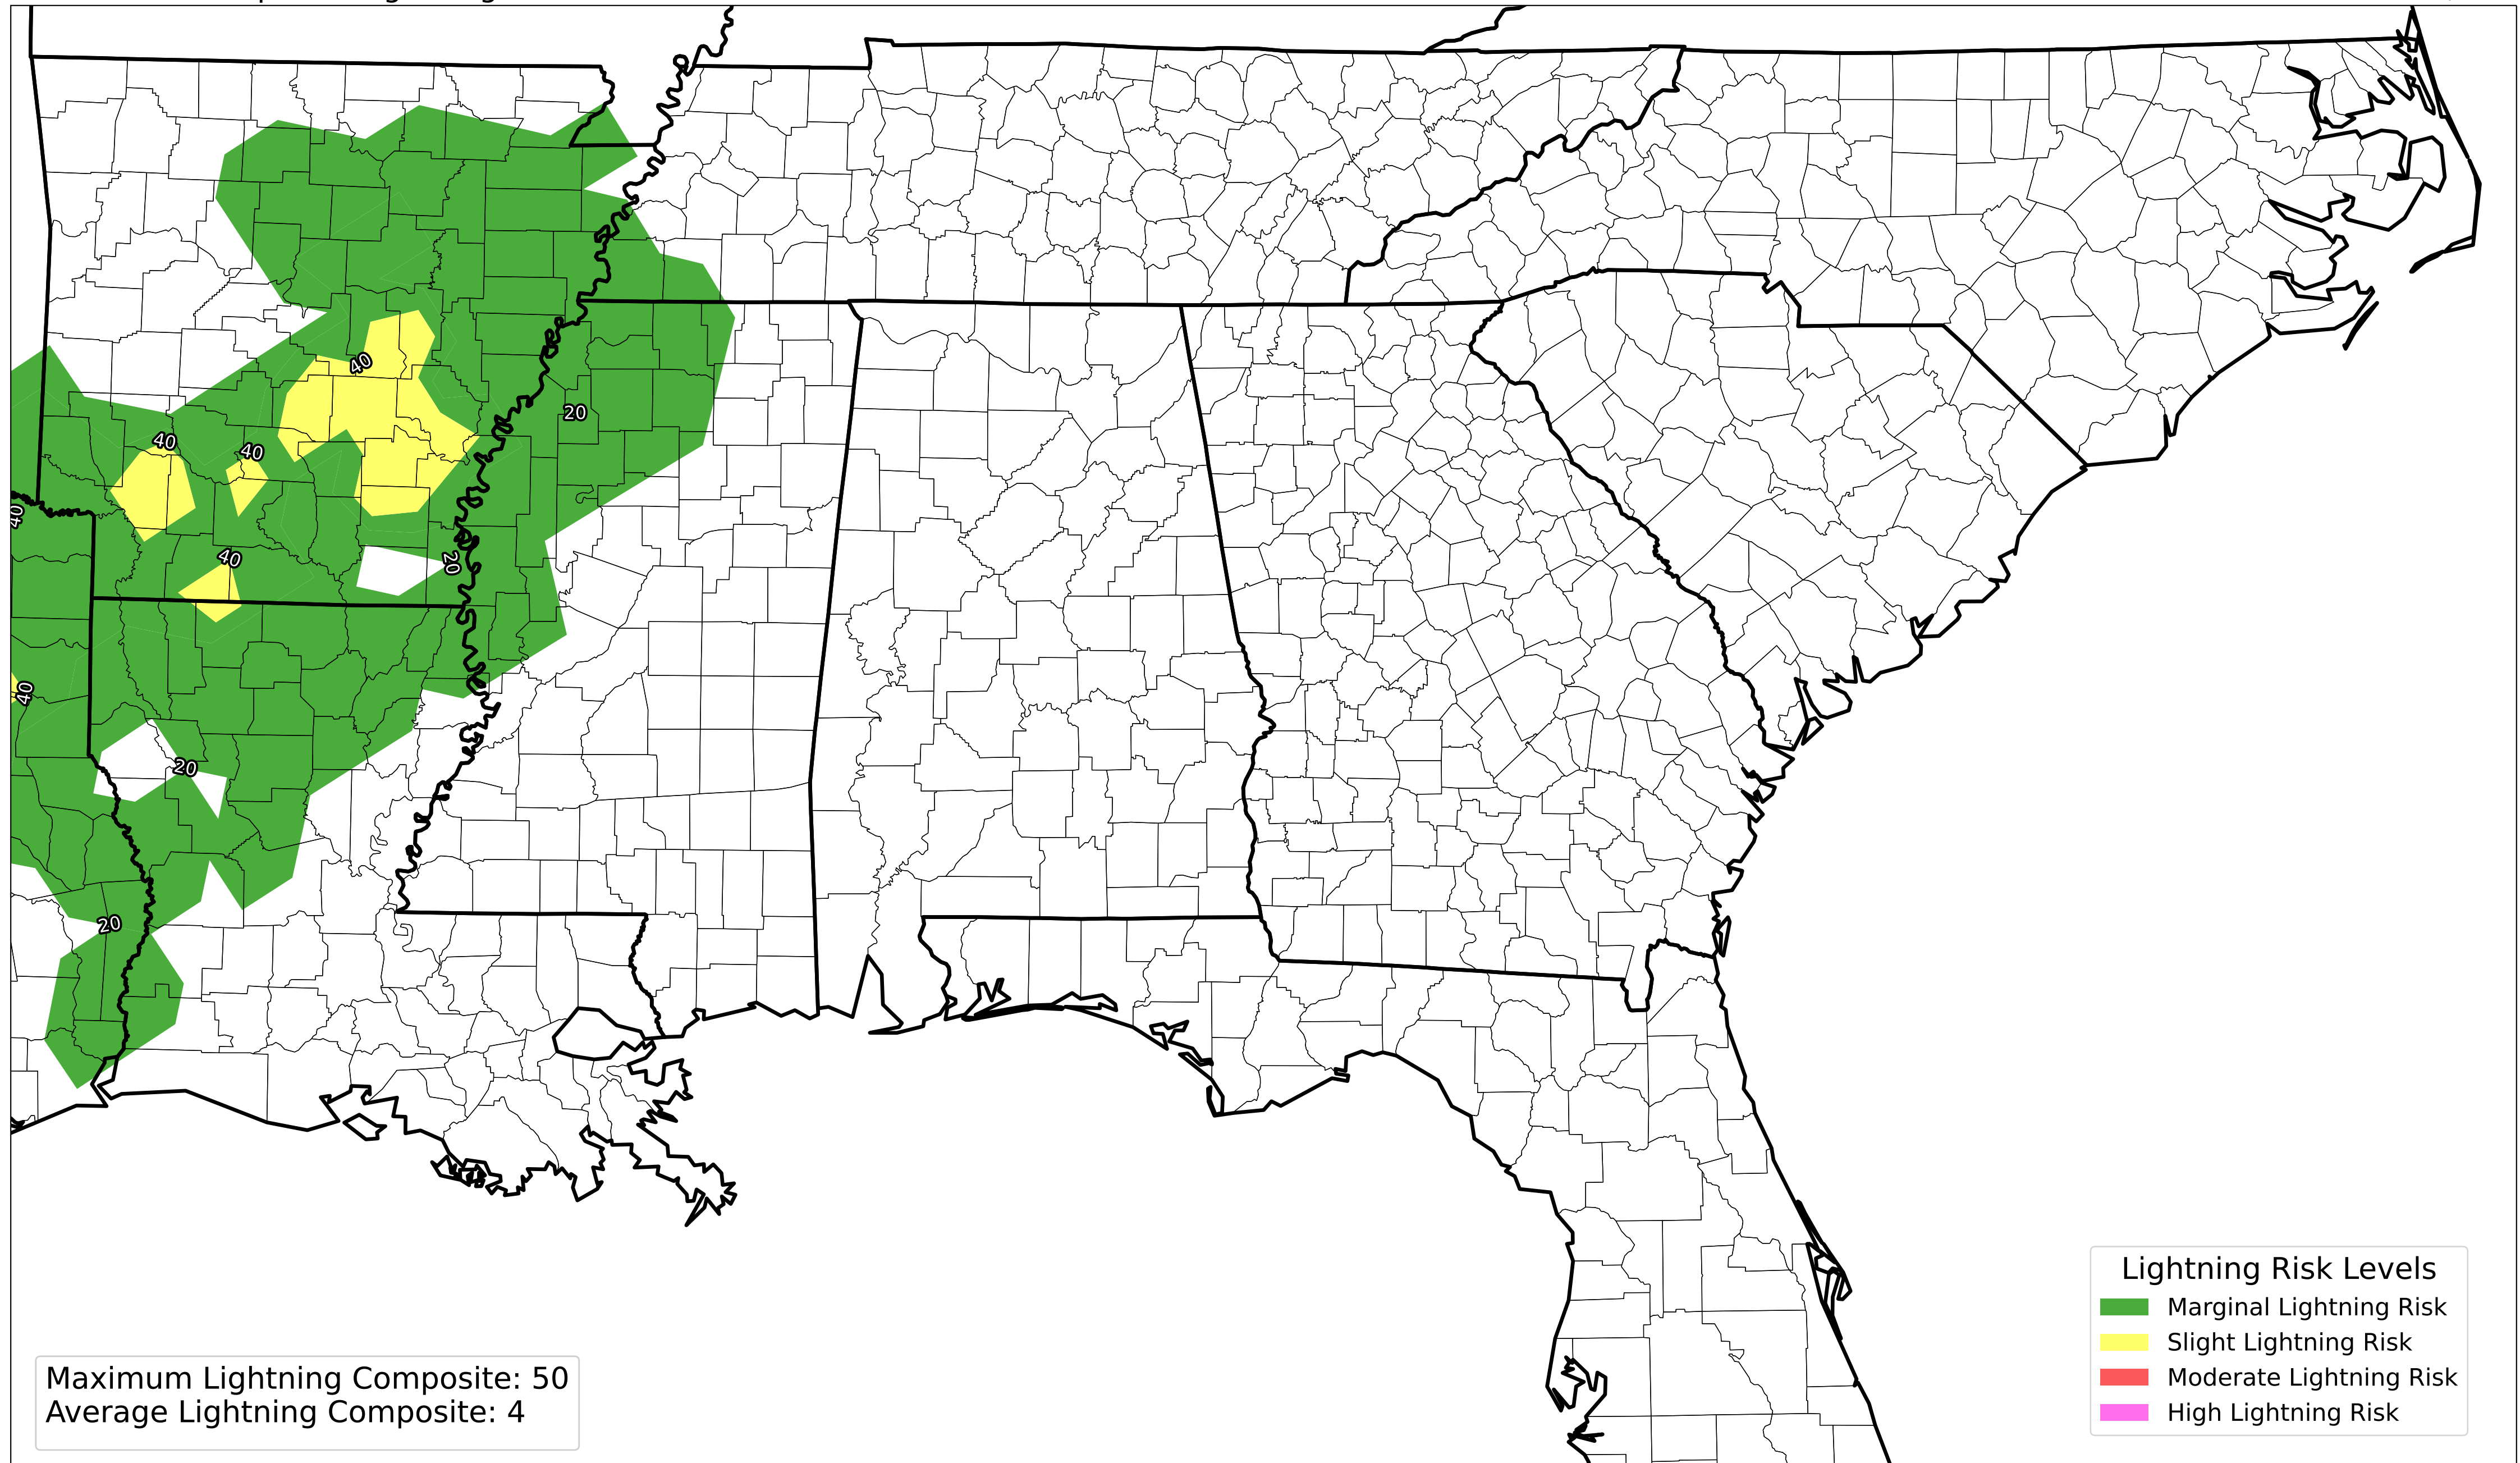 40
20
40
40
40
40
20
40
20
20
Lightning Risk Levels
Marginal Lightning Risk
Slight Lightning Risk
Moderate Lightning Risk
High Lightning Risk
Maximum Lightning Composite: 50
Average Lightning Composite: 4